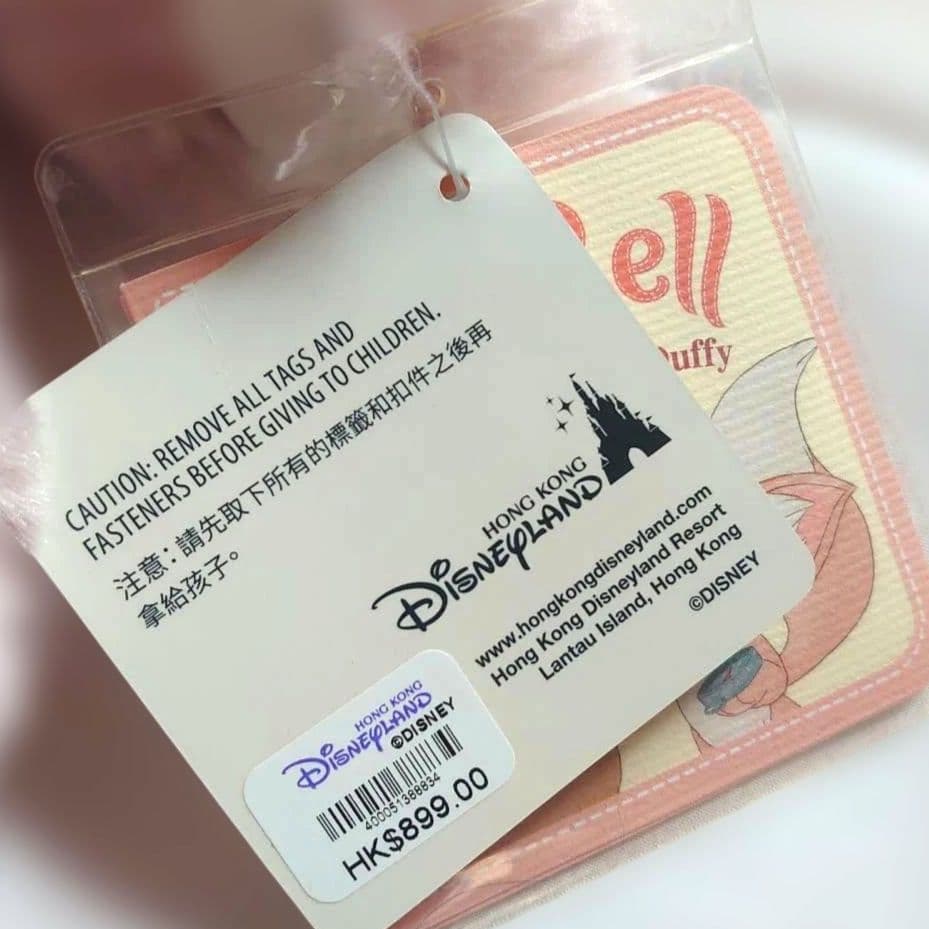 CAUTION: REMOVE ALL TAGS AND
FASTENERS BEFORE GIVING TO CHILDREN.
注意：請先取下所有的標籤和扣件之後再
拿給孩子。
HONG KONG
DISNEYLAND
www.hongkongdisneyland.com
Hong Kong Disneyland Resort
Lantau Island, Hong Kong
©DISNEY
HONG KONG
DISNEYLAND
©DISNEY
400051388834
HK$899.00
ell
uffy